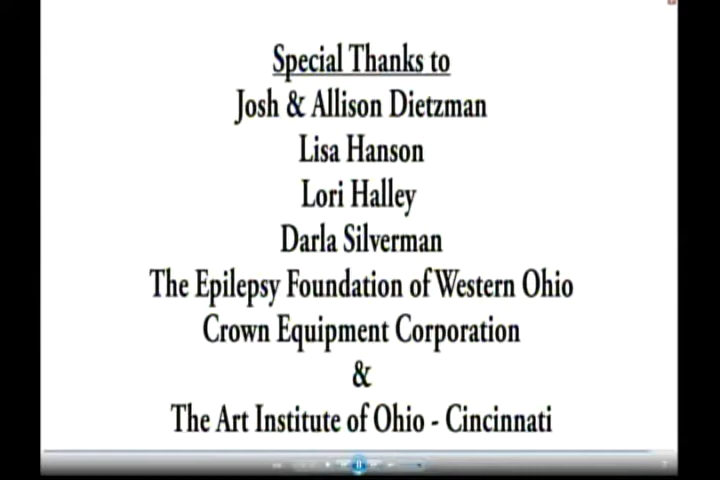 Special Thanks to
Josh & Allison Dietzman
Lisa Hanson
Lori Halley
Darla Silverman
The Epilepsy Foundation of Western Ohio
Crown Equipment Corporation
&
The Art Institute of Ohio - Cincinnati